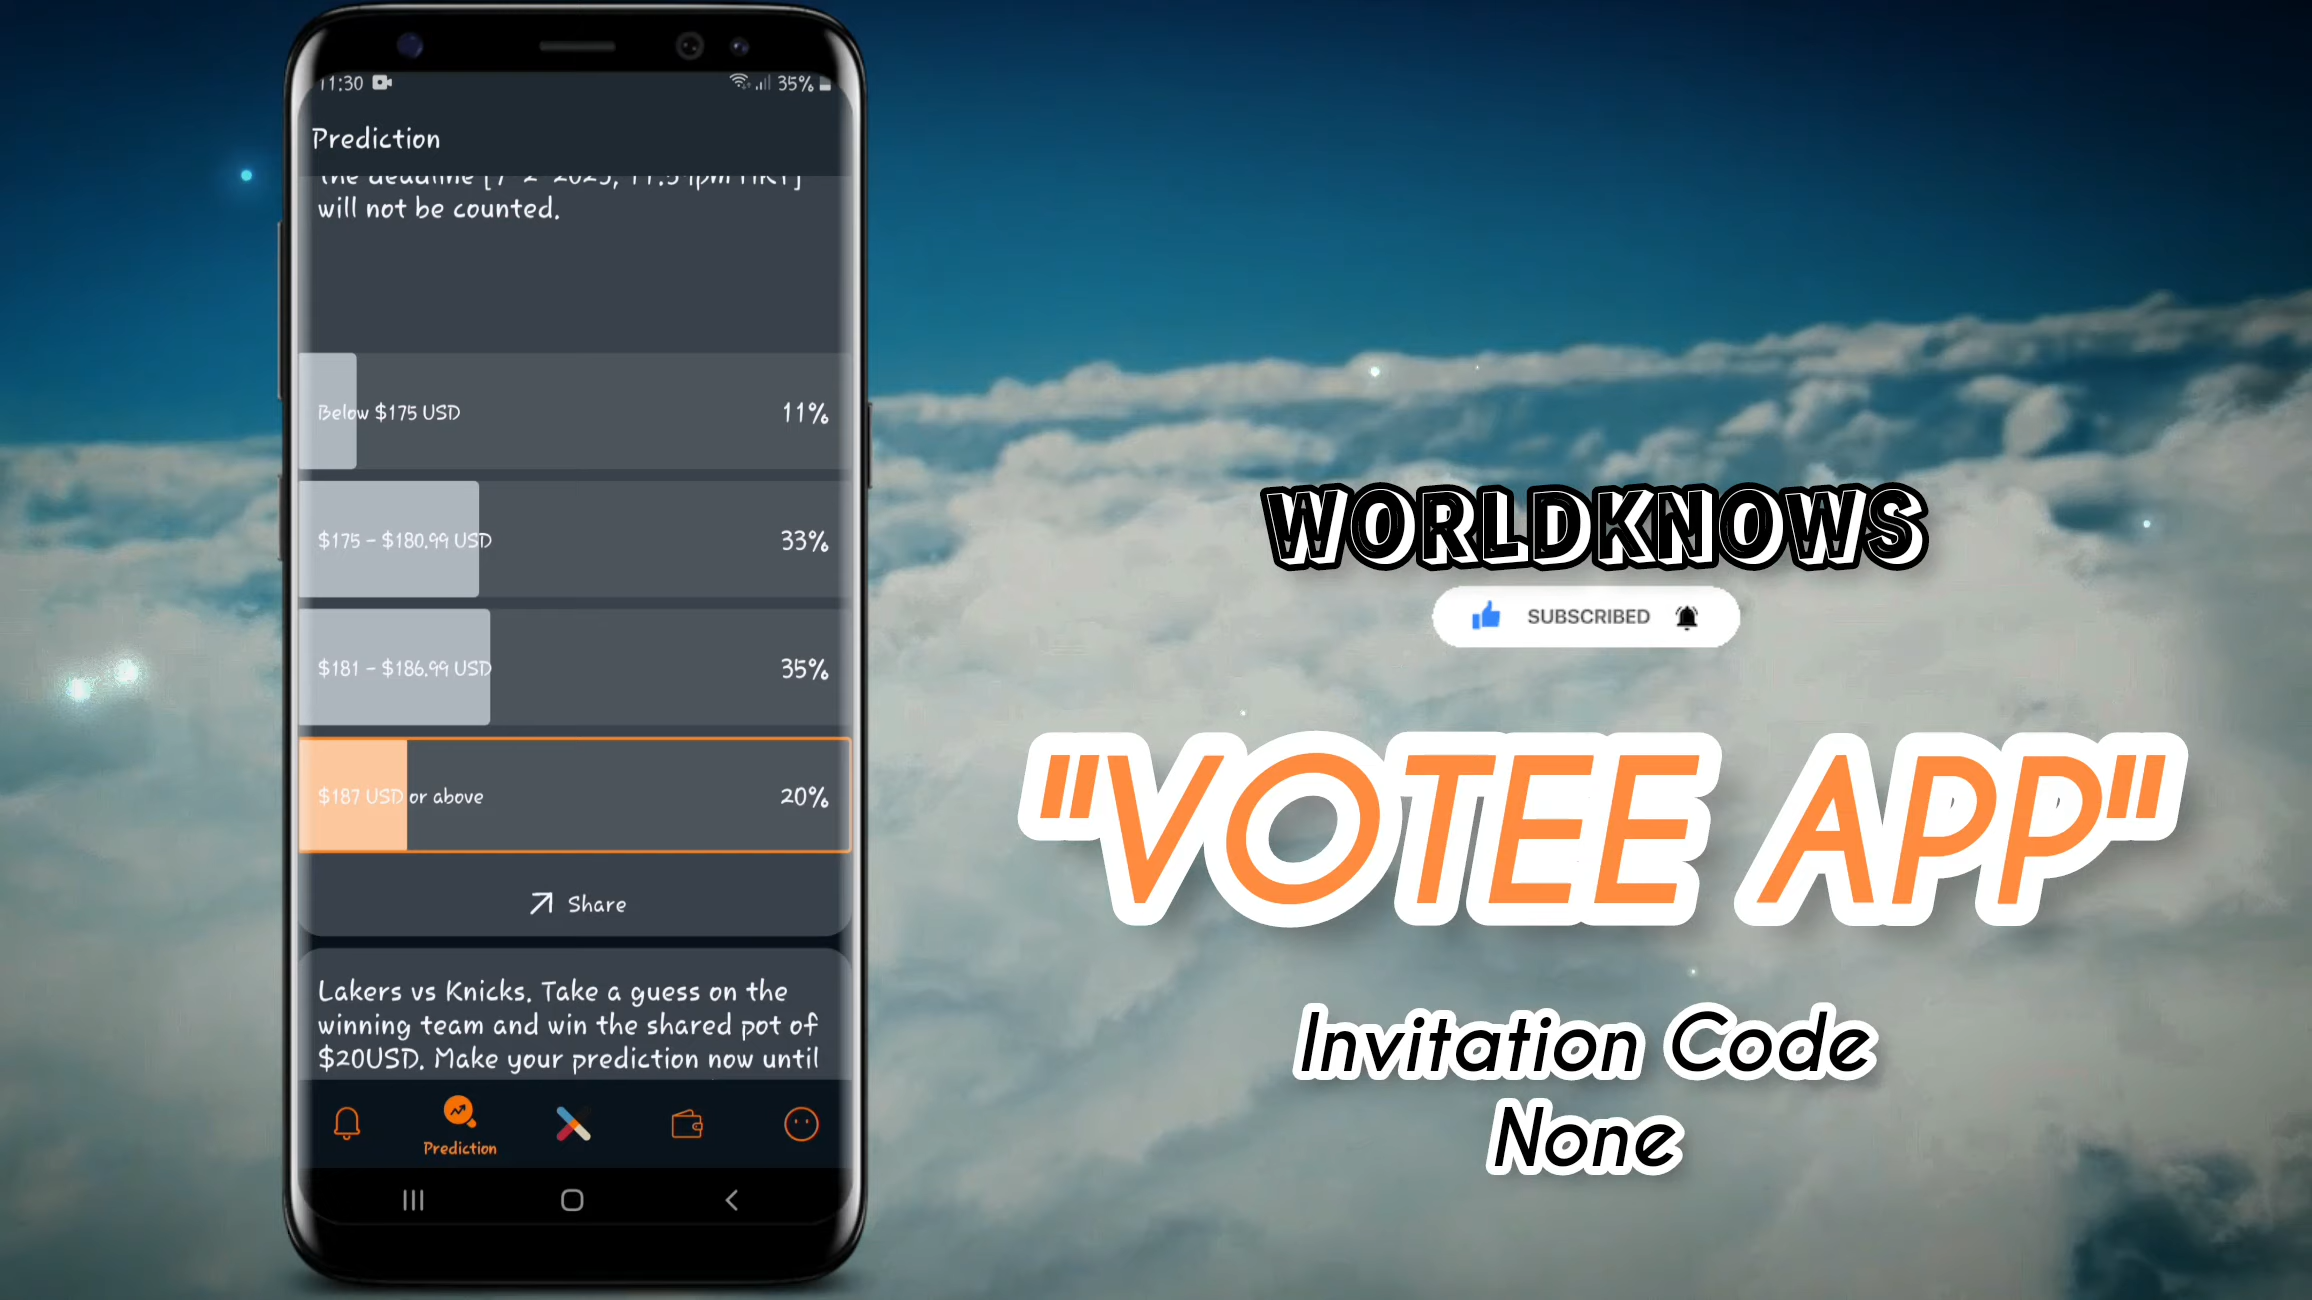 11:30
35%
Prediction
the deadline
will not be counted.
Below $175 USD 11%
$175 - $180.99 USD 33%
$181 - $186.99 USD 35%
$187 USD or above 20%
Share
Lakers vs Knicks. Take a guess on the
winning team and win the shared pot of
$20USD. Make your prediction now until
Prediction
WORLDKNOWS
SUBSCRIBED
"VOTEE APP"
Invitation Code
None